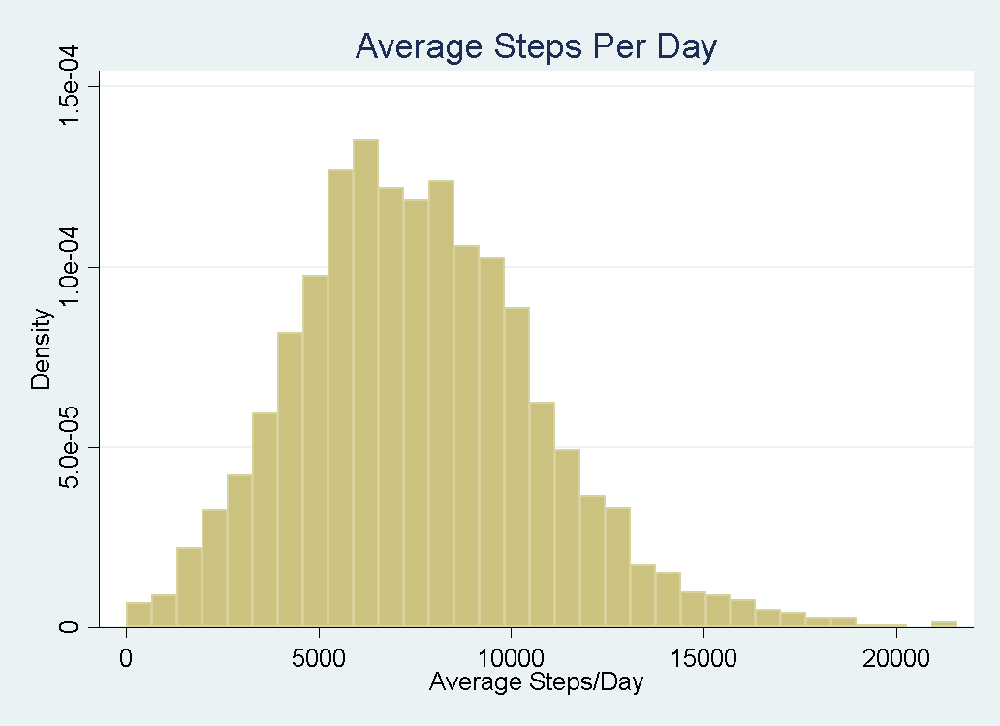 Average Steps Per Day
Density
1.5e-04
1.0e-04
5.0e-05
0
0 5000 10000 15000 20000
Average Steps/Day